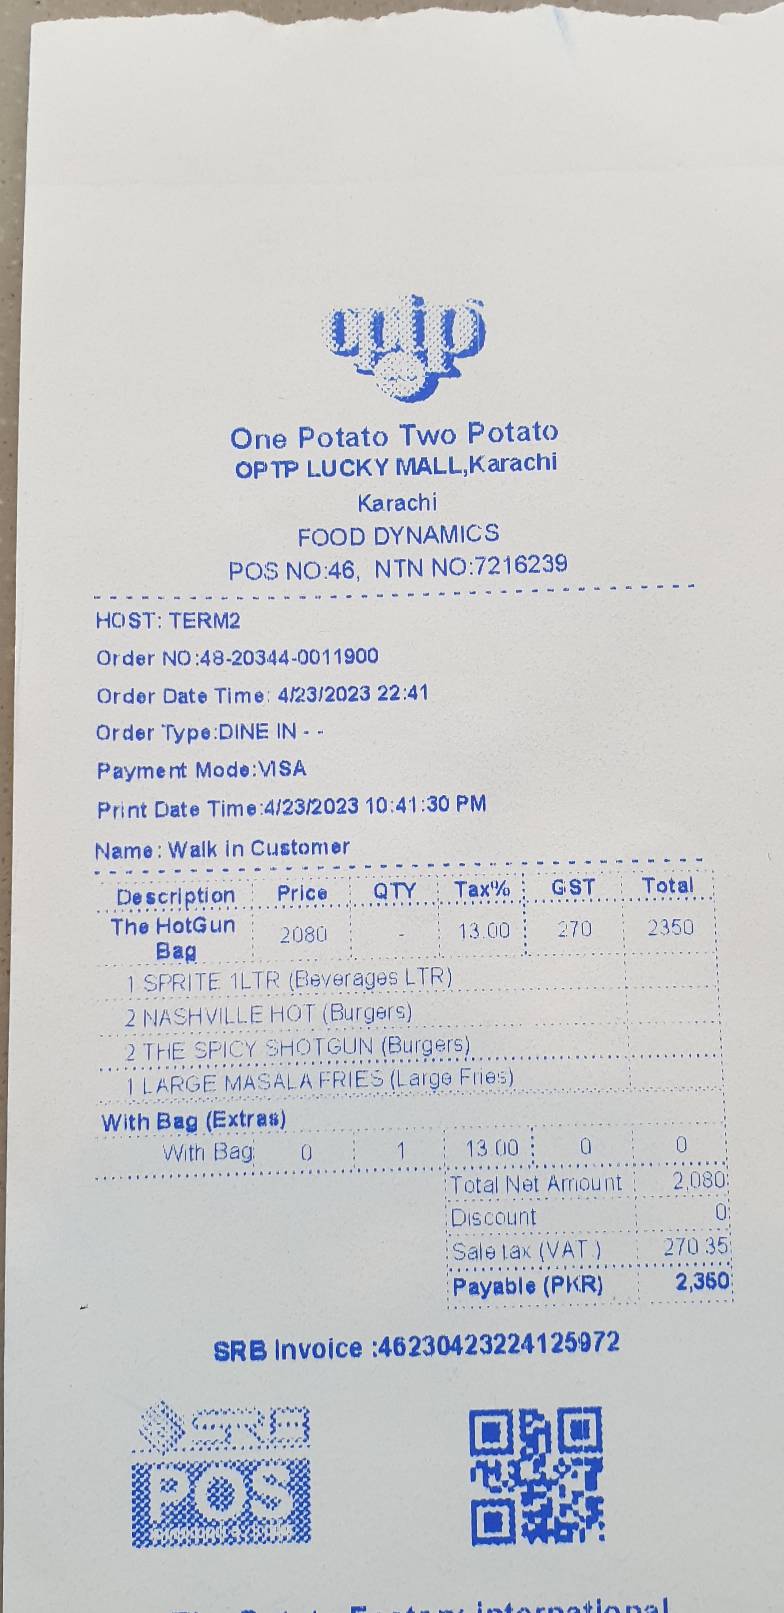 optp
One Potato Two Potato
OPTP LUCKY MALL,Karachi
Karachi
FOOD DYNAMICS
POS NO:46, NTN NO:7216239
HOST: TERM2
Order NO:48-20344-0011900
Order Date Time: 4/23/2023 22:41
Order Type:DINE IN - -
Payment Mode:VISA
Print Date Time:4/23/2023 10:41:30 PM
Name: Walk in Customer
Description Price QTY Tax% GST Total
The HotGun Bag 2080 - 13.00 270 2350
1 SPRITE 1LTR (Beverages LTR)
2 NASHVILLE HOT (Burgers)
2 THE SPICY SHOTGUN (Burgers)
1 LARGE MASALA FRIES (Large Fries)
With Bag (Extras)
With Bag 0 1 13.00 0 0
Total Net Amount 2,080
Discount 0
Sale tax (VAT ) 270.35
Payable (PKR) 2,350
SRB Invoice :46230423224125972
SRB
POS
international